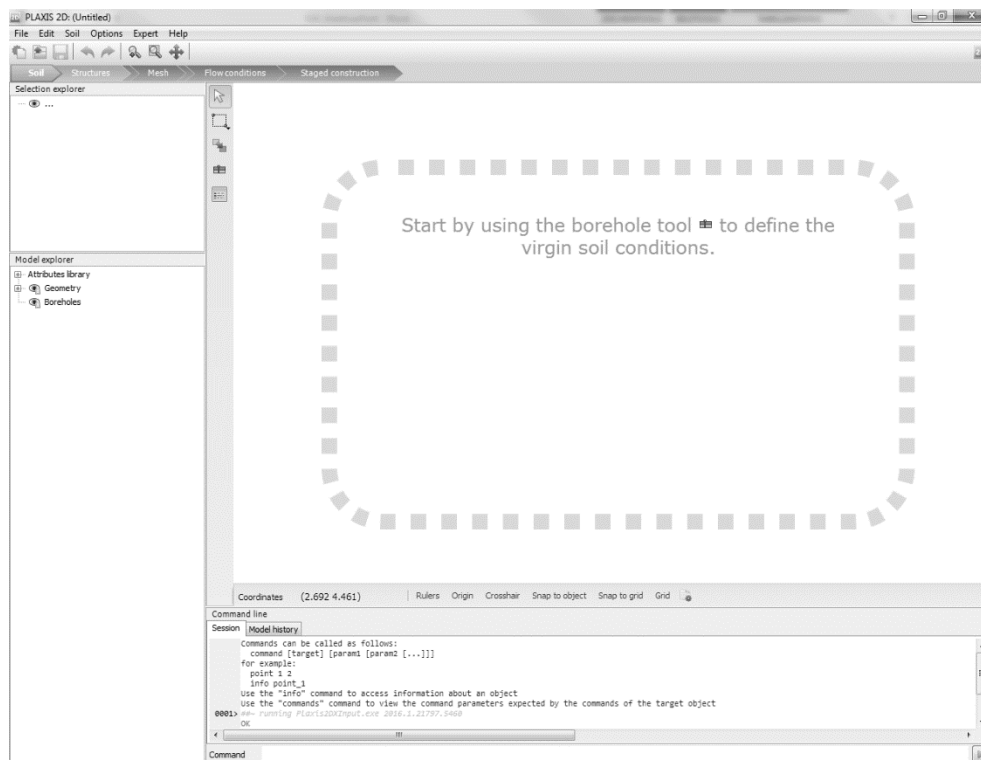 PLAXIS 2D: (Untitled)
File Edit Soil Options Expert Help
Soil Structures Mesh Flow conditions Staged construction
Selection explorer
...
Start by using the borehole tool to define the
virgin soil conditions.
Model explorer
Attributes library
Geometry
Boreholes
Coordinates (2.692 4.461) Rulers Origin Crosshair Snap to object Snap to grid Grid
Command line
Session Model history
Commands can be called as follows:
command [target] [param1 [param2 [...]]]
for example:
point 1 2
info point_1
Use the "info" command to access information about an object
Use the "commands" command to view the command parameters expected by the commands of the target object
0001> ##~ running Plaxis2DXInput.exe 2016.1.21797.5460
OK
Command